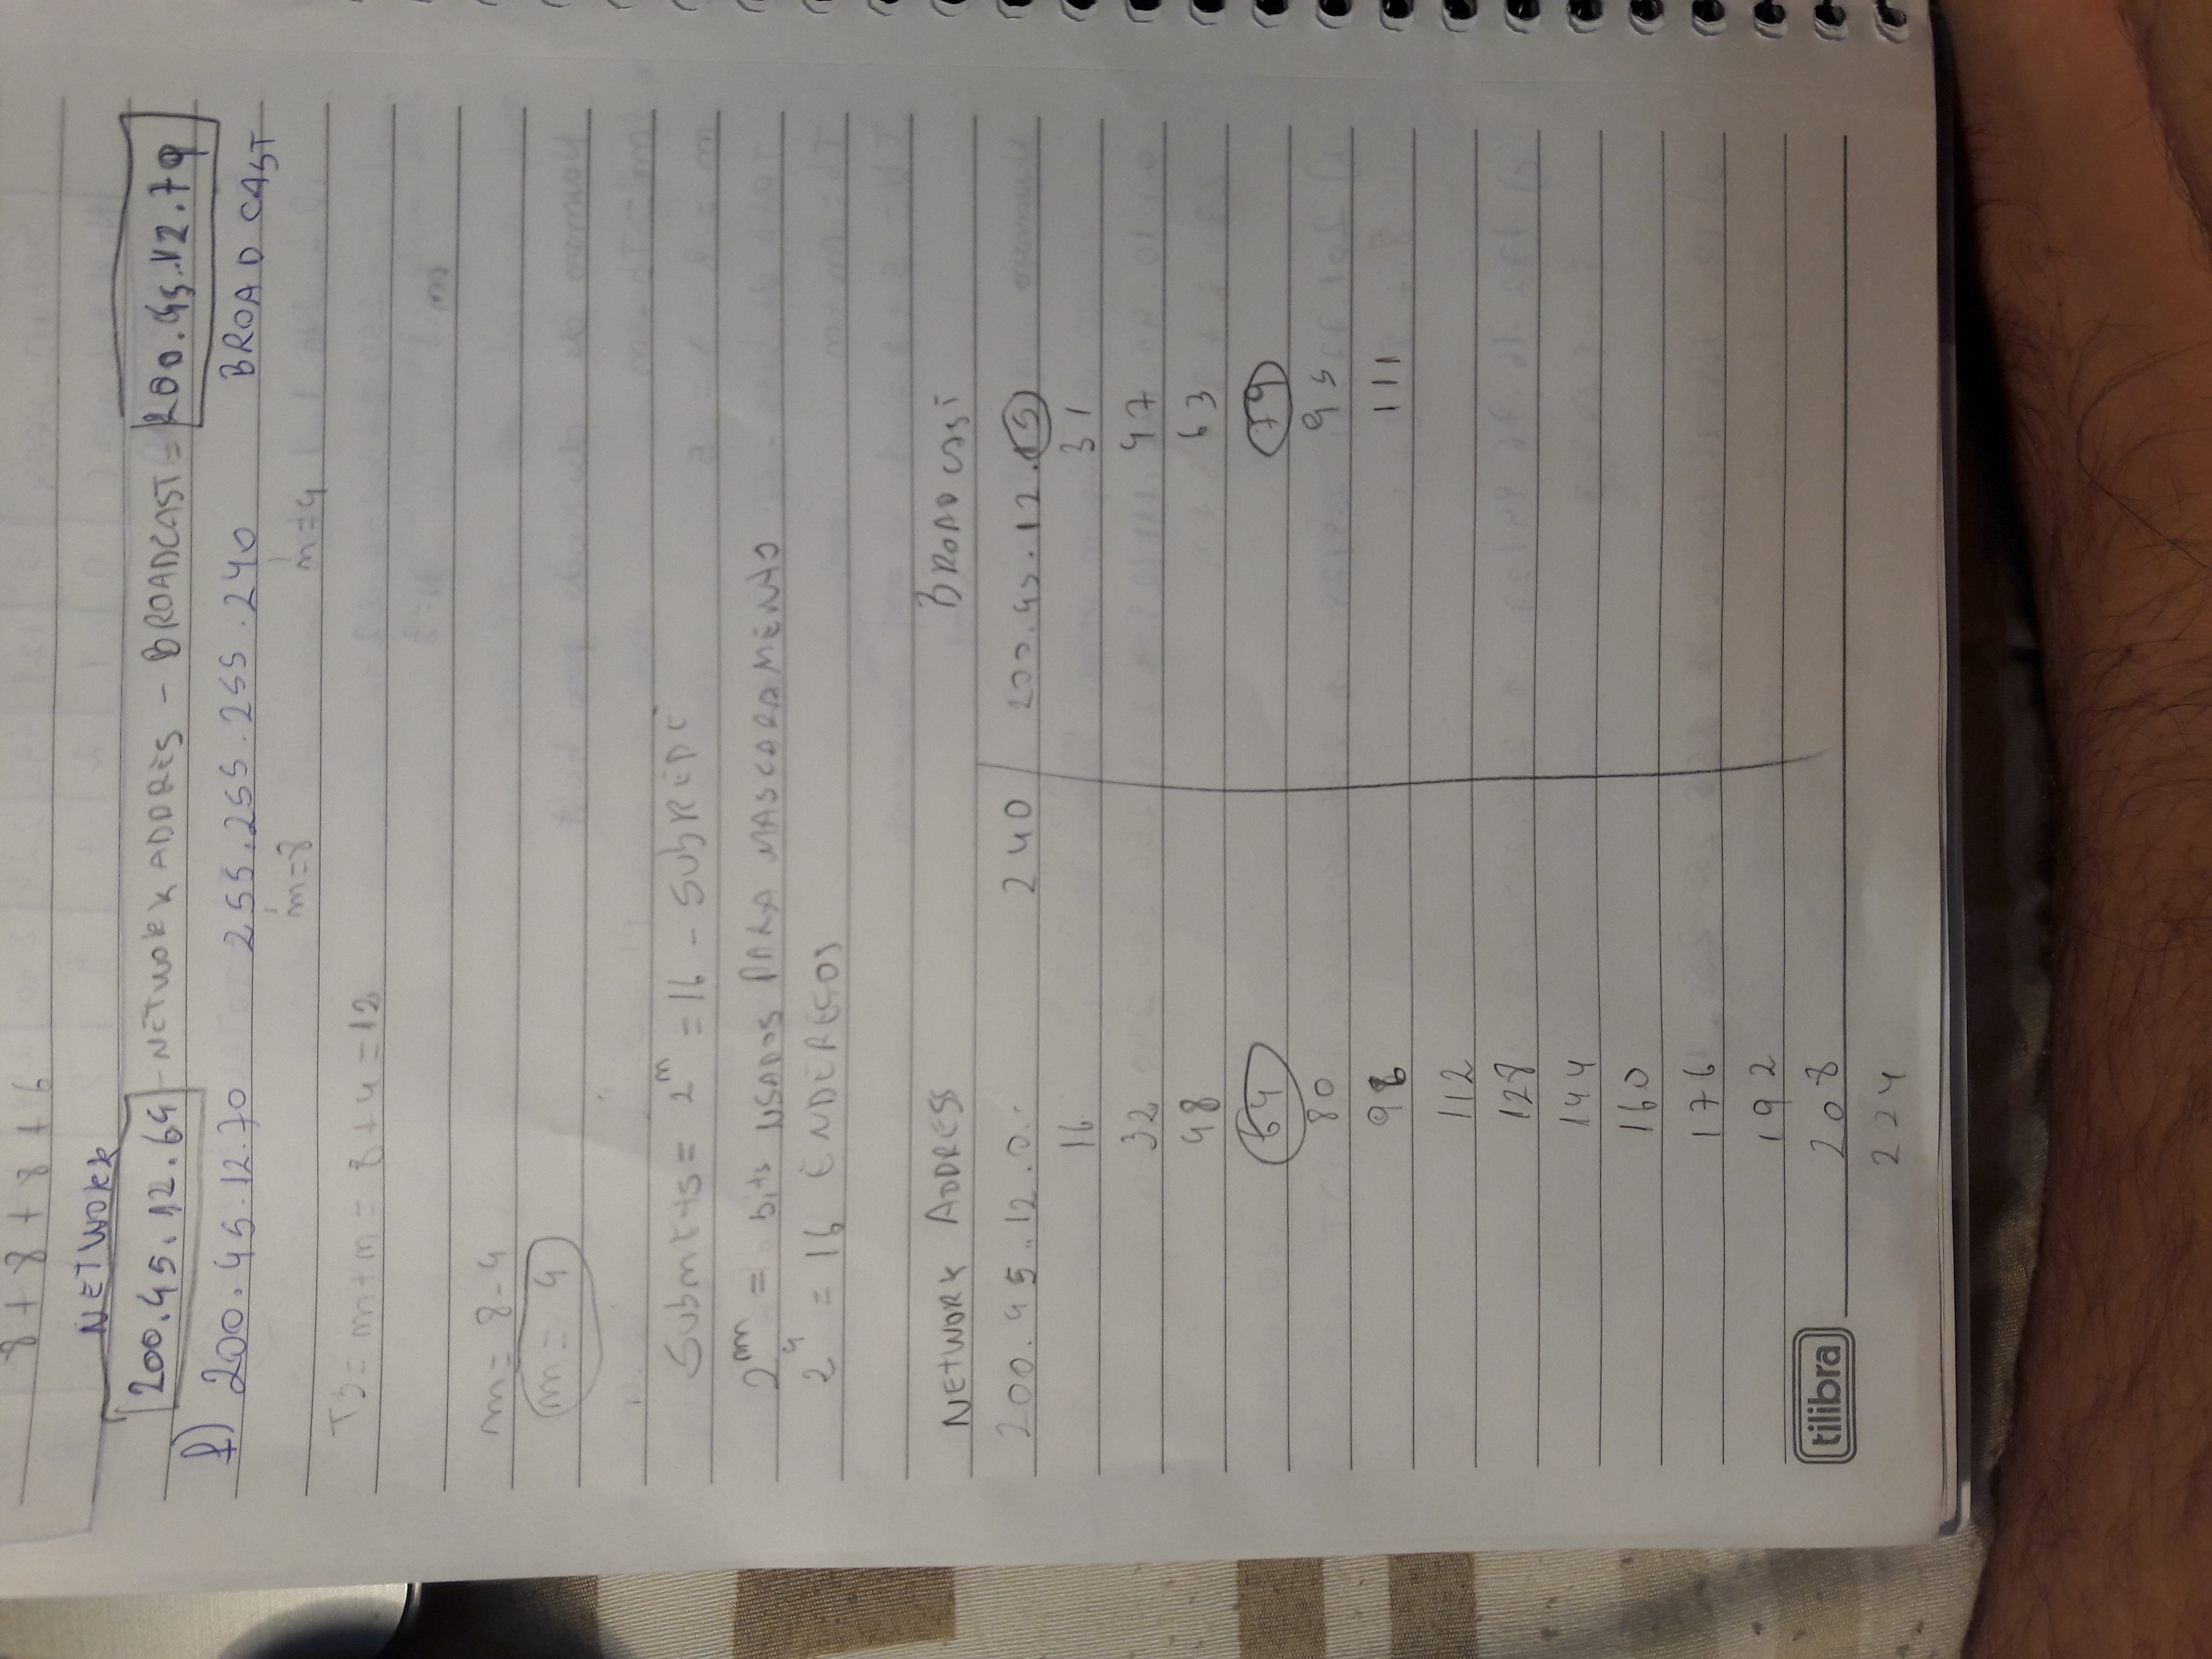 8 + 8 + 8 + 6
NETWORK
200.45.12.64 - NETWORK ADDRES - BROADCAST = 200.45.12.79
f) 200.45.12.70 255.255.255.240 BROADCAST
m=8 n=4
Tb = m+n = 8+4 = 12
m = 8-4
m = 4
= 2^n = 16 - SUBREDE
2^m = bits USADOS PARA MASCARAMENTO
2^4 = 16 ENDEREÇOS
NETWORK ADDRESS BROADCAST
200.45.12.0 240 200.45.12.15
16 31
32 47
48 63
64 79
80 95
96 111
112
128
144
160
176
192
tilibra 208
224